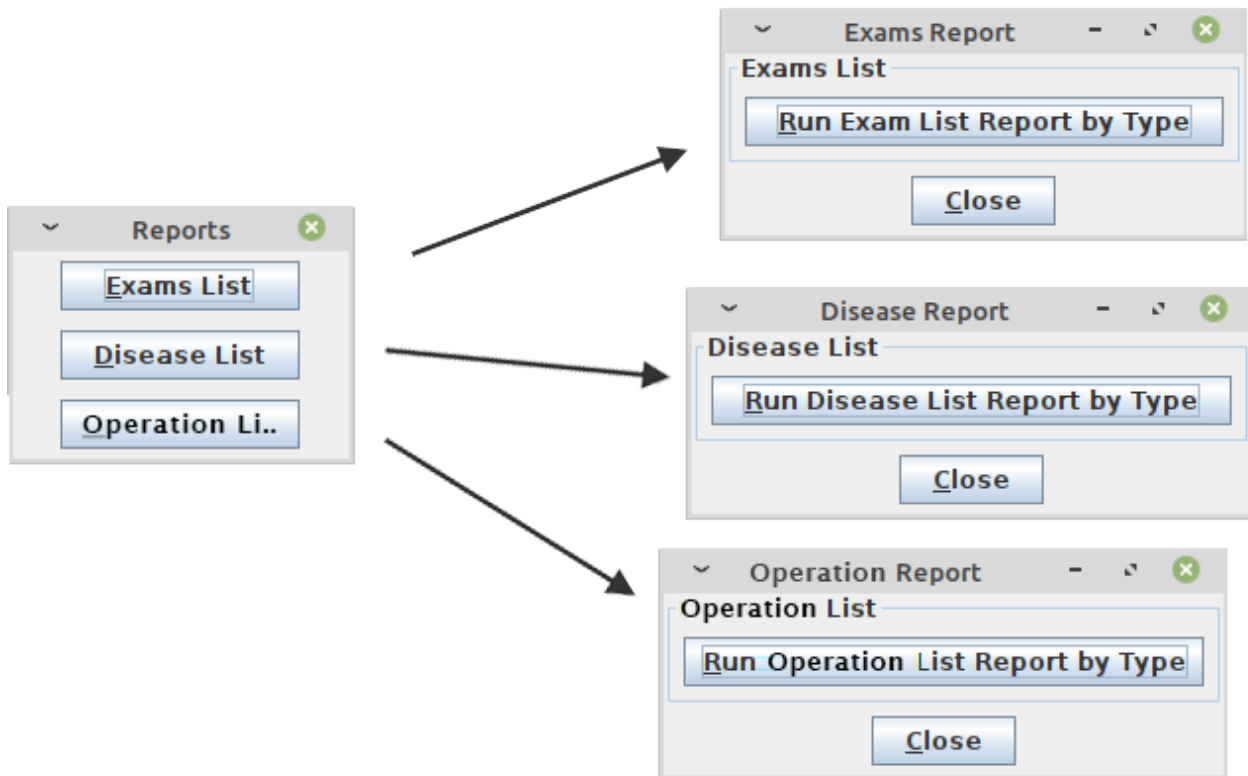 Reports
Exams List
Disease List
Operation Li..
Exams Report
Exams List
Run Exam List Report by Type
Close
Disease Report
Disease List
Run Disease List Report by Type
Close
Operation Report
Operation List
Run Operation List Report by Type
Close